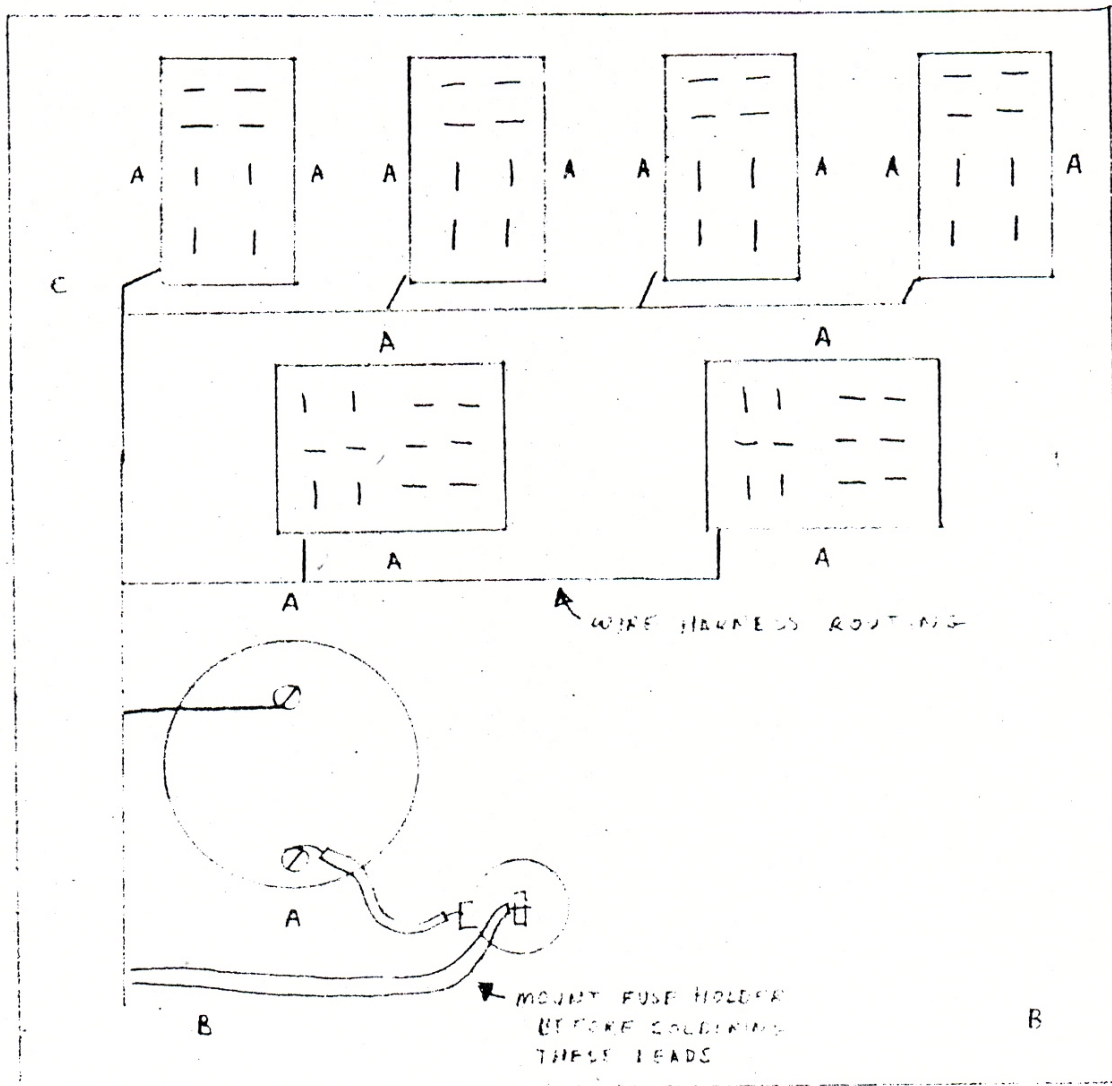 A A A A A A A A
C
A A
A A
A
WIRE HARNESS ROUTING
A
MOUNT FUSE HOLDER
BEFORE SOLDERING
THESE LEADS
B B